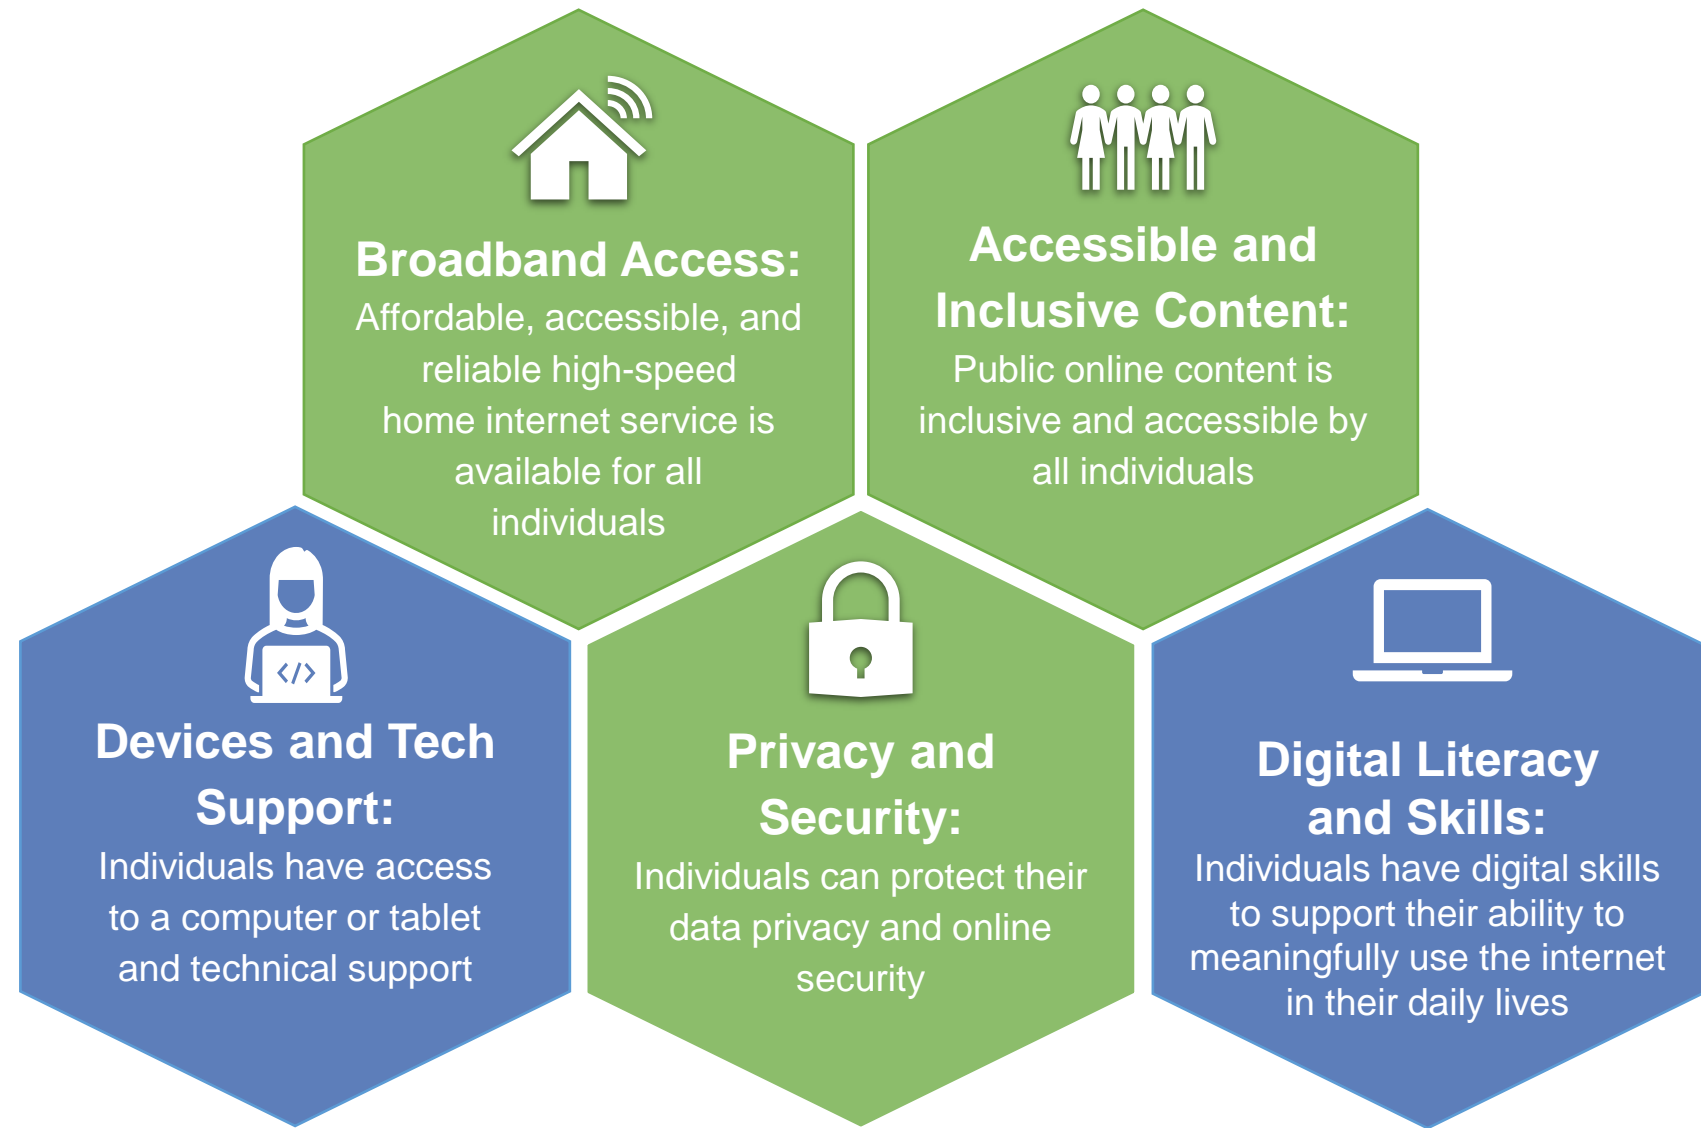 Broadband Access:
Affordable, accessible, and
reliable high-speed
home internet service is
available for all
individuals
Accessible and
Inclusive Content:
Public online content is
inclusive and accessible by
all individuals
</>
Devices and Tech
Support:
Individuals have access
to a computer or tablet
and technical support
Privacy and
Security:
Individuals can protect their
data privacy and online
security
Digital Literacy
and Skills:
Individuals have digital skills
to support their ability to
meaningfully use the internet
in their daily lives